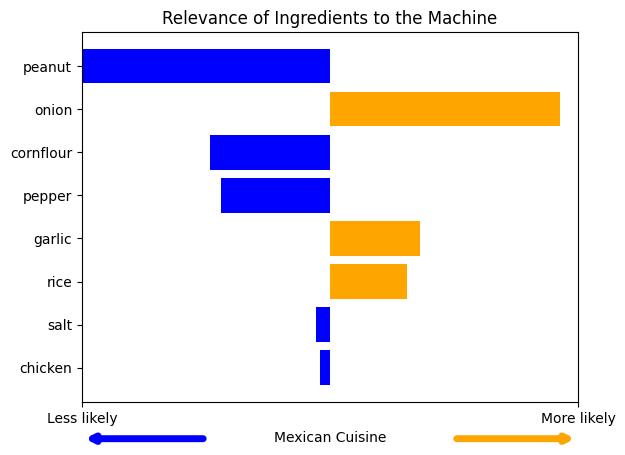 Relevance of Ingredients to the Machine
peanut
onion
cornflour
pepper
garlic
rice
salt
chicken
Less likely
More likely
Mexican Cuisine